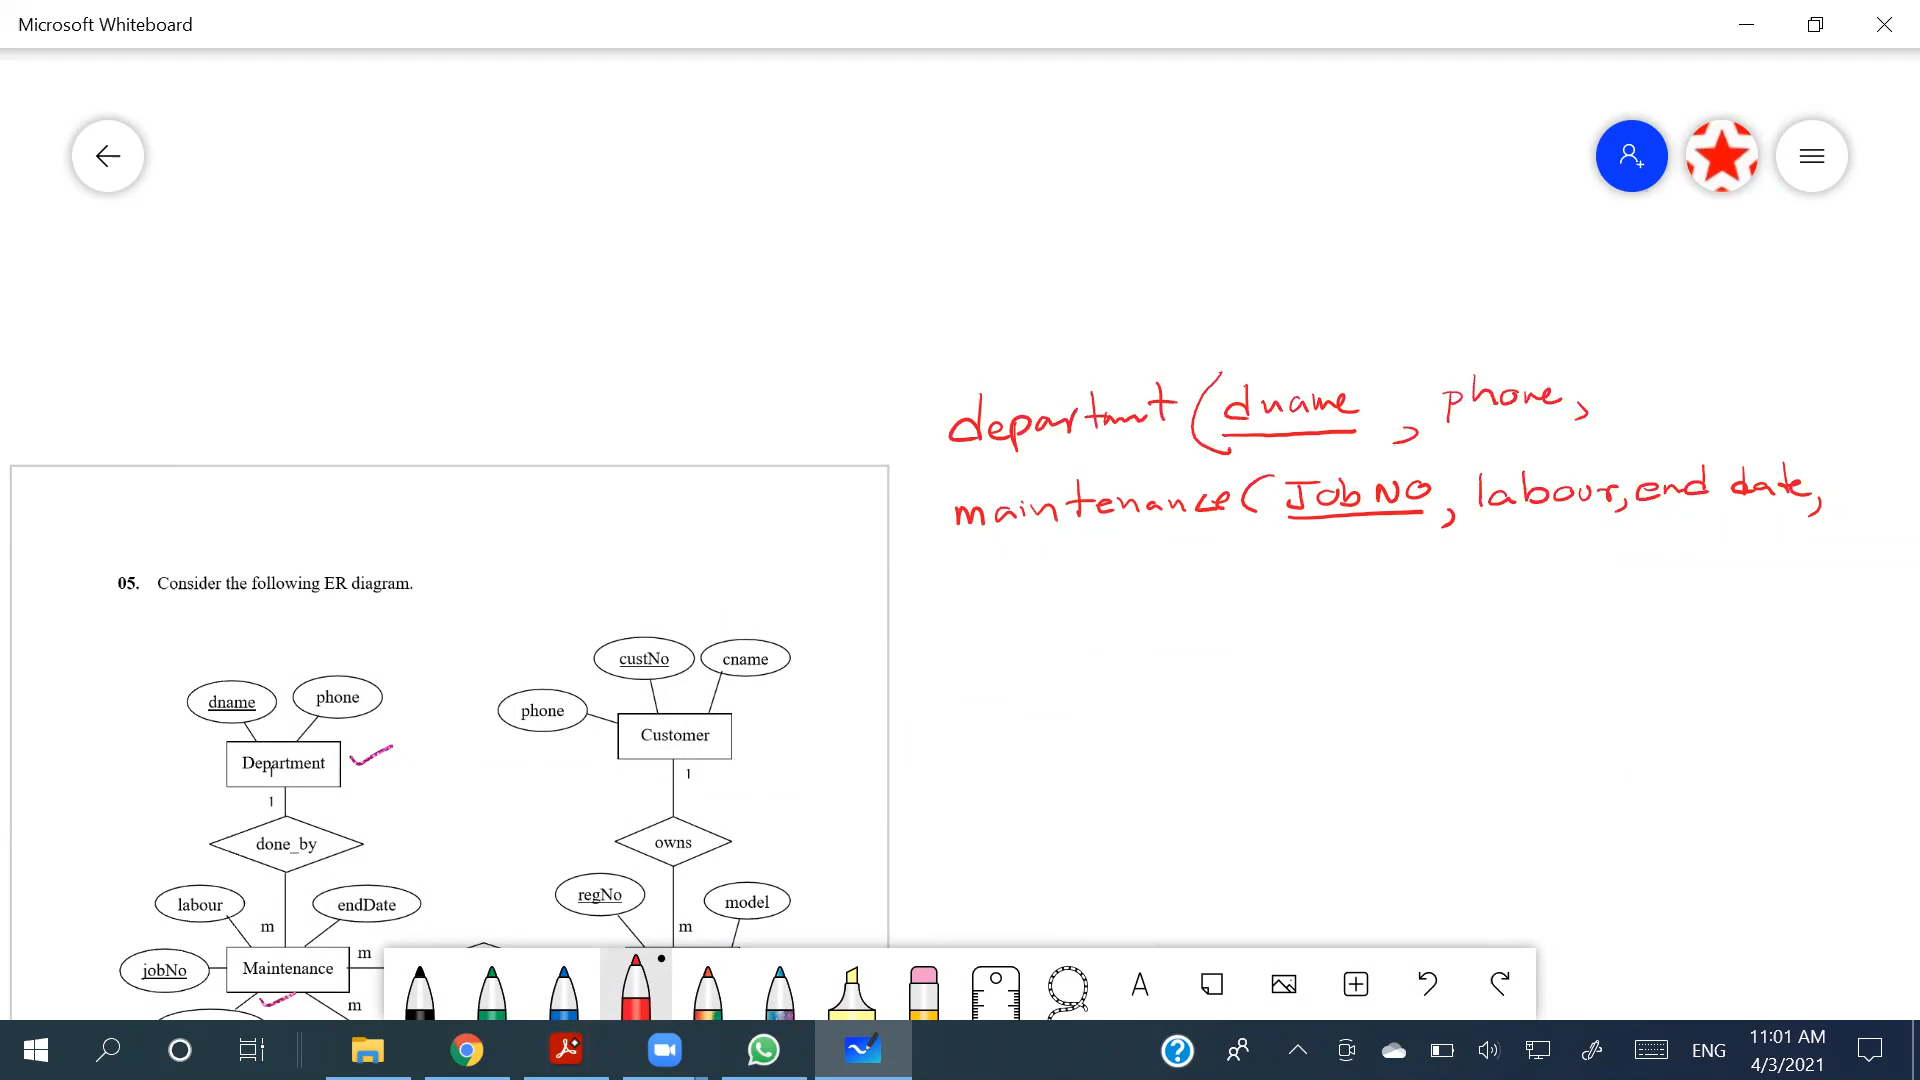 Microsoft Whiteboard
department (dname, phone,
maintenance (Job NO, labour, end date,
05. Consider the following ER diagram.
custNo
cname
dname
phone
phone
Customer
Department
1
1
done_by
owns
labour
endDate
regNo
model
m
m
jobNo
Maintenance
m
m
A
ENG
11:01 AM
4/3/2021